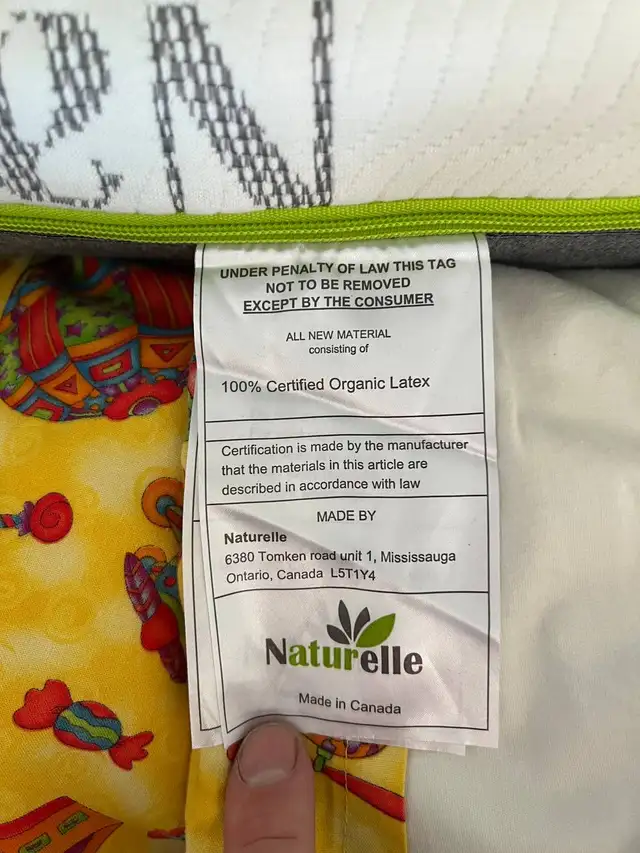 EN
UNDER PENALTY OF LAW THIS TAG
NOT TO BE REMOVED
EXCEPT BY THE CONSUMER
ALL NEW MATERIAL
consisting of
100% Certified Organic Latex
Certification is made by the manufacturer
that the materials in this article are
described in accordance with law
MADE BY
Naturelle
6380 Tomken road unit 1, Mississauga
Ontario, Canada L5T1Y4
Naturelle
Made in Canada